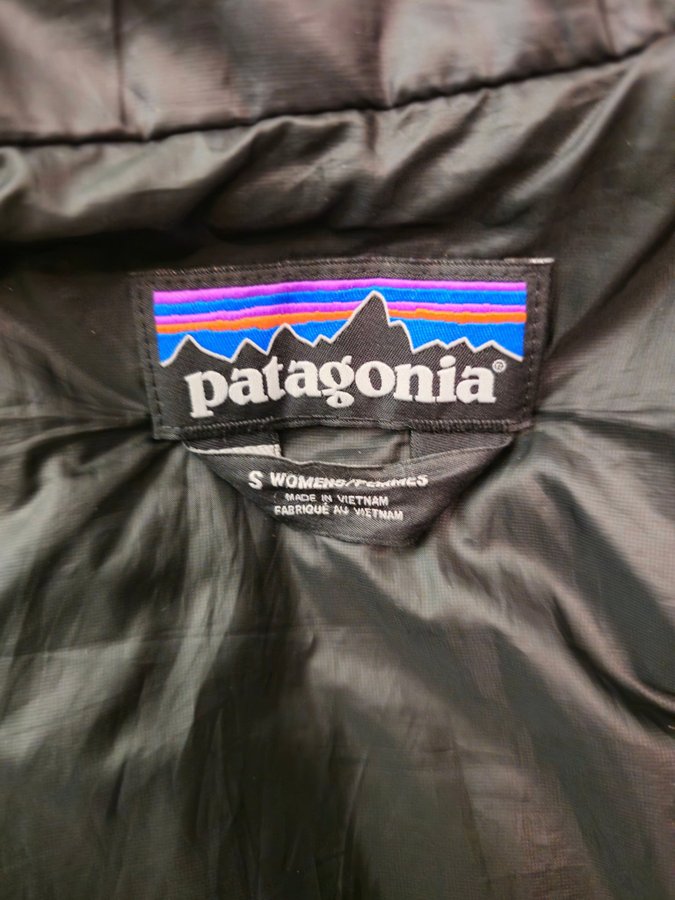 patagonia®
S WOMENS/FEMMES
MADE IN VIETNAM
FABRIQUÉ AU VIETNAM